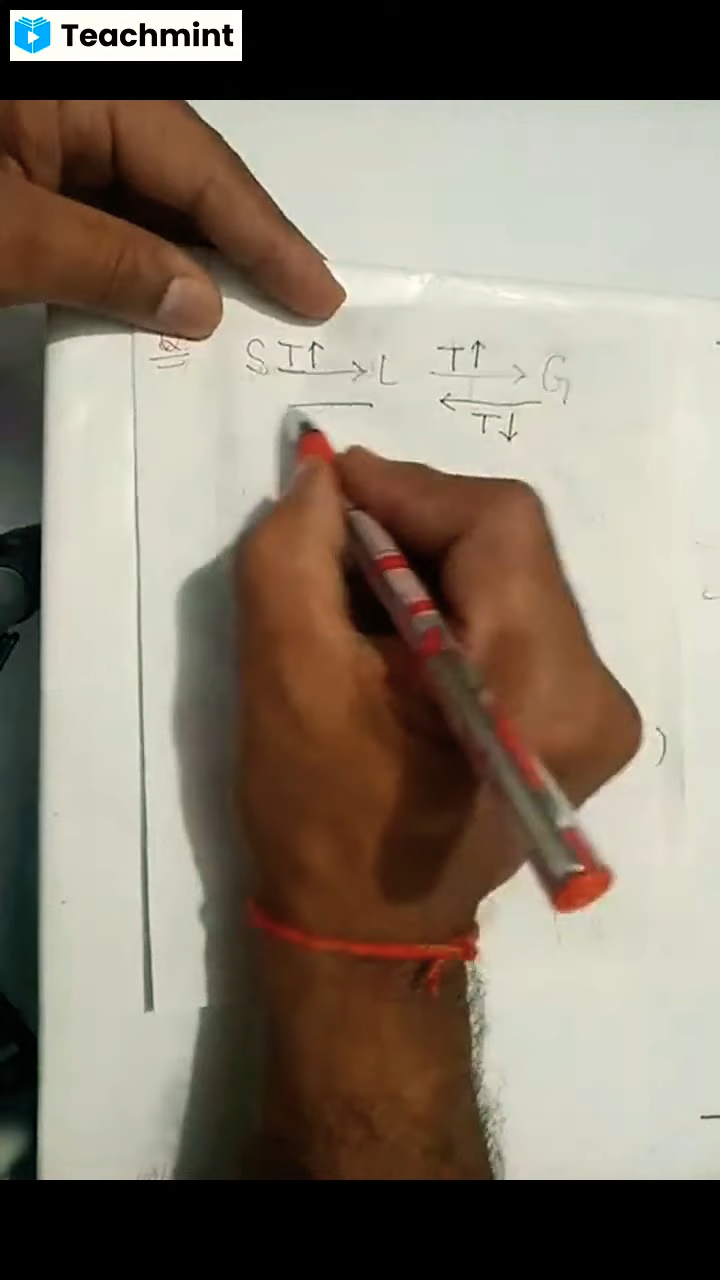 Teachmint
S T↑ → L T↑ → G
← T↓
)